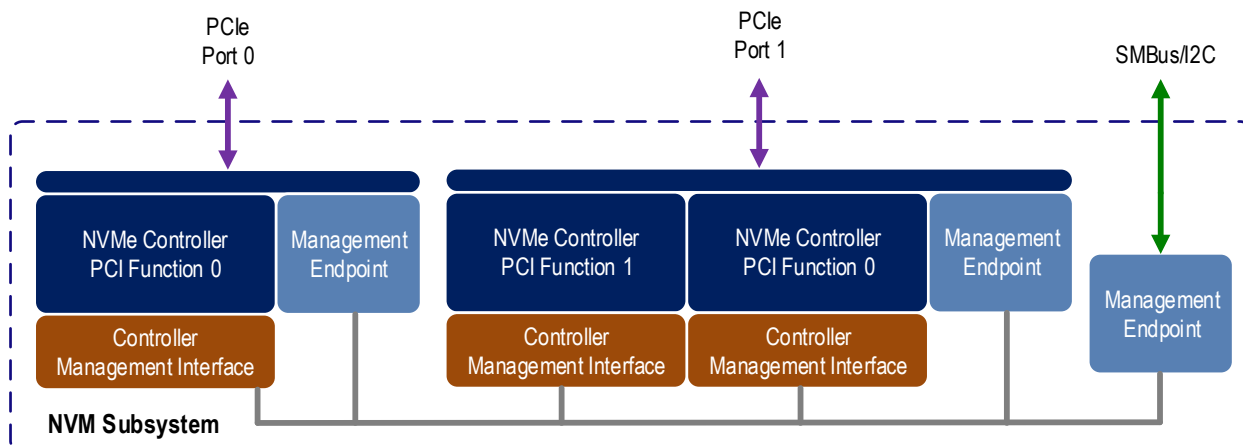 PCIe
Port 0
PCIe
Port 1
SMBus/I2C
NVMe Controller
PCI Function 0
Management
Endpoint
NVMe Controller
PCI Function 1
NVMe Controller
PCI Function 0
Management
Endpoint
Management
Endpoint
Controller
Management Interface
Controller
Management Interface
Controller
Management Interface
NVM Subsystem